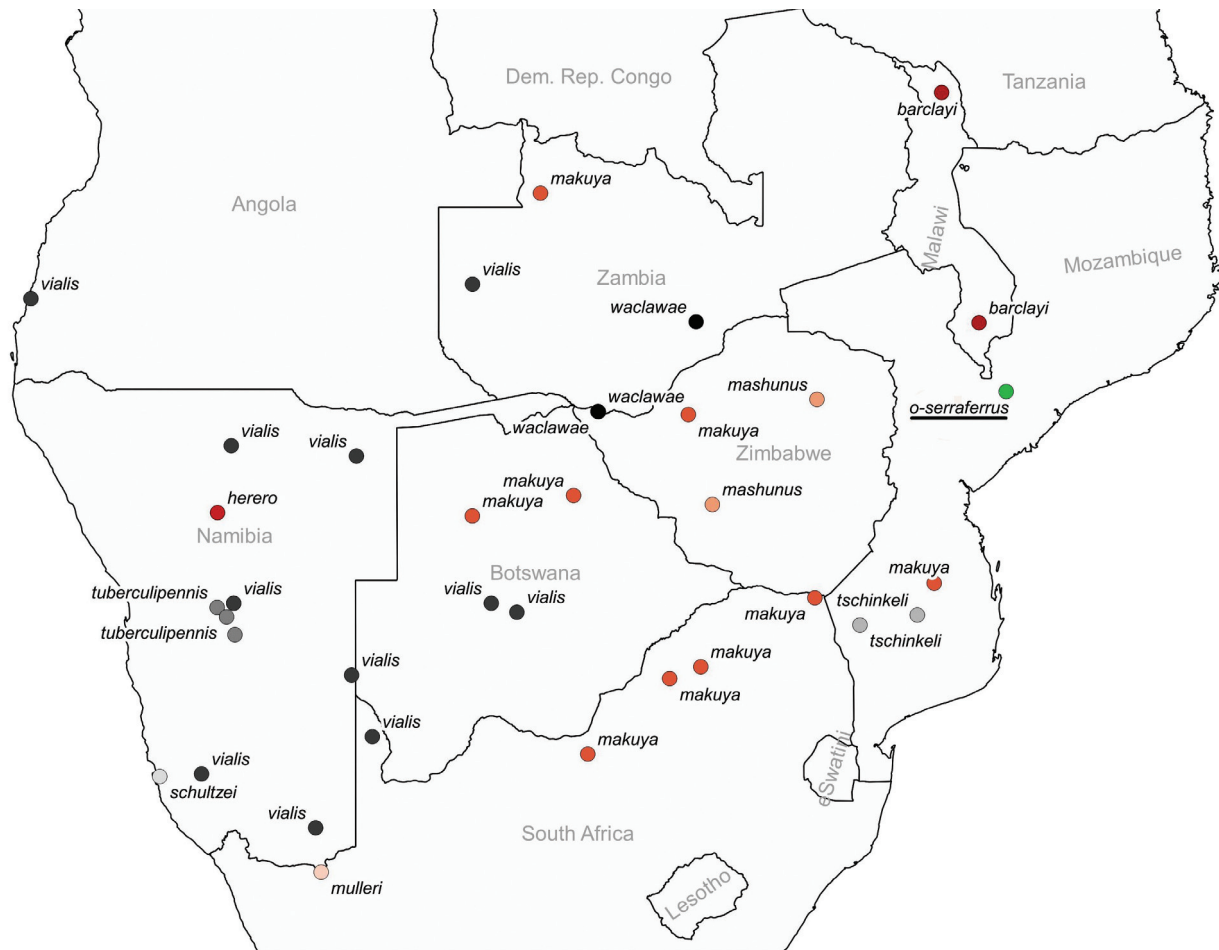 Dem. Rep. Congo
Tanzania
barclayi
makuya
Angola
Malawi
Mozambique
vialis
vialis
Zambia
waclawae
barclayi
mashunus
waclawae
o-serraferrus
waclawae
makuya
vialis
vialis
Zimbabwe
makuya
makuya
mashunus
herero
Namibia
Botswana
makuya
tuberculipennis
vialis
vialis
vialis
tschinkeli
makuya
tuberculipennis
tschinkeli
vialis
makuya
makuya
vialis
makuya
vialis
schultzei
eSwatini
vialis
South Africa
mulleri
Lesotho